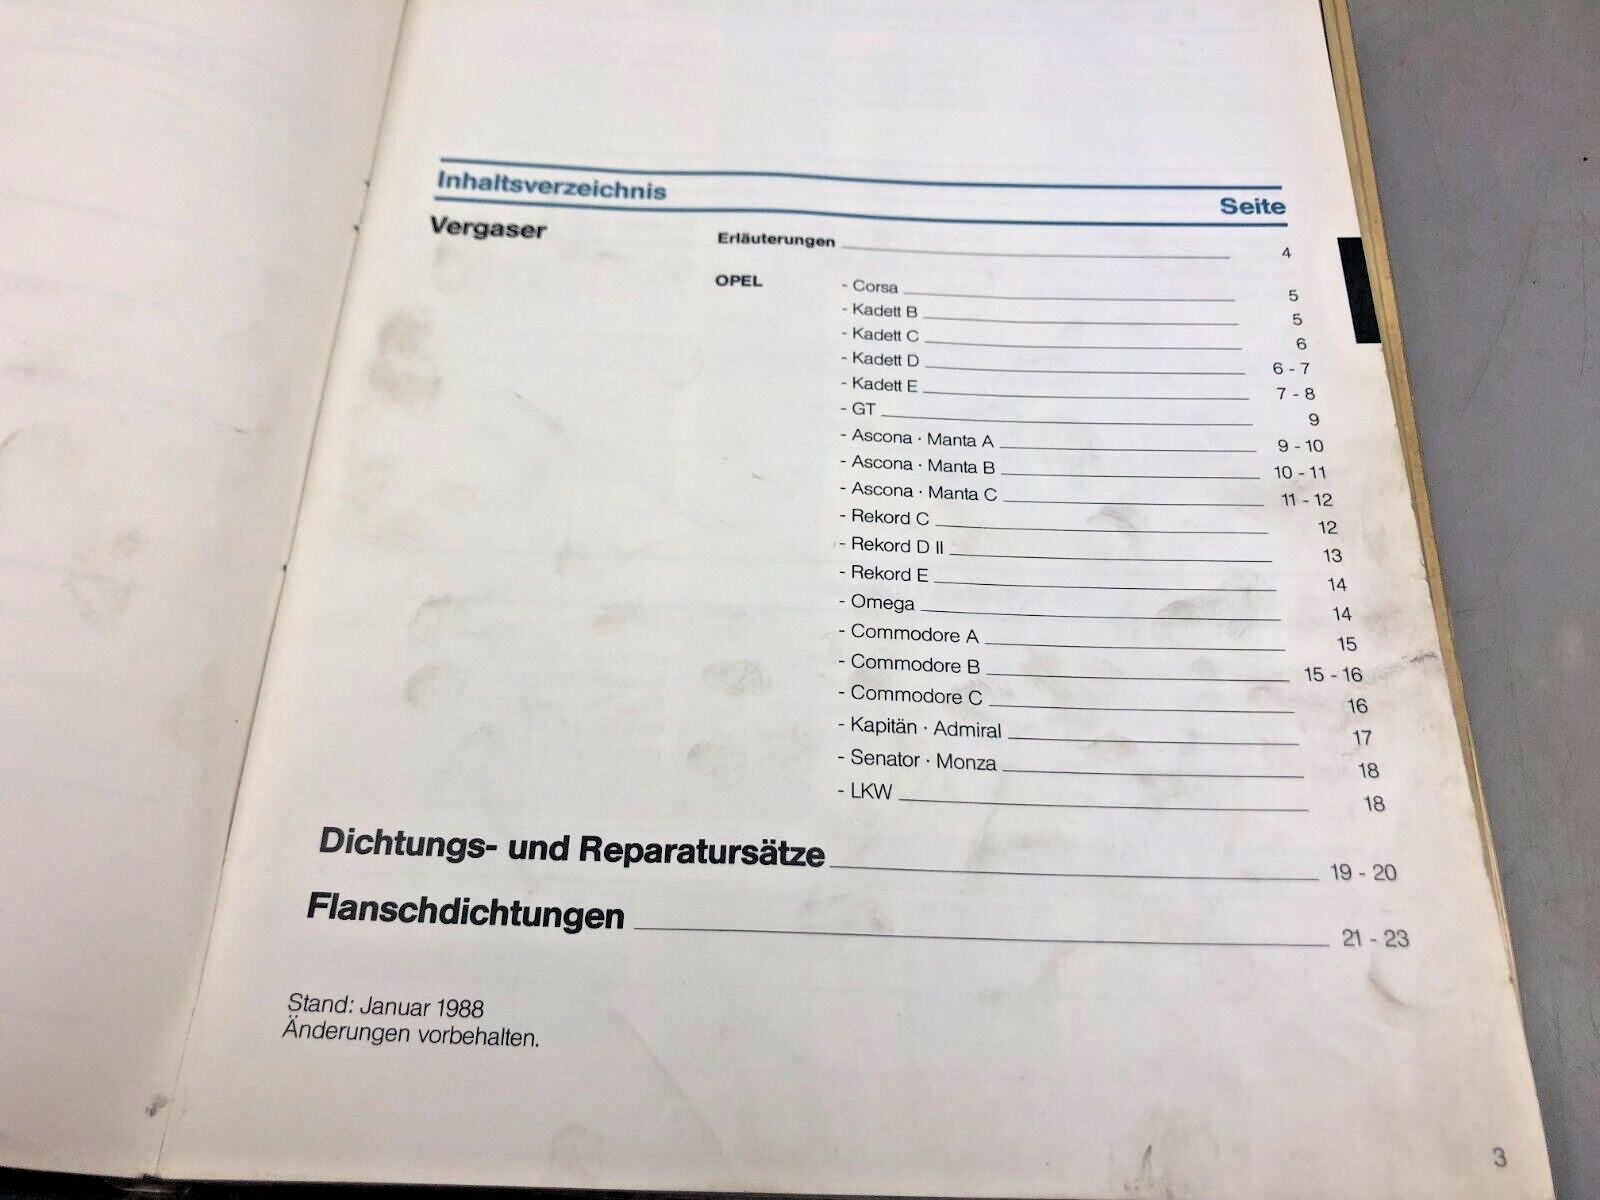 Inhaltsverzeichnis Seite
Vergaser Erläuterungen 4
OPEL - Corsa 5
- Kadett B 5
- Kadett C 6
- Kadett D 6 - 7
- Kadett E 7 - 8
- GT 9
- Ascona · Manta A 9 - 10
- Ascona · Manta B 10 - 11
- Ascona · Manta C 11 - 12
- Rekord C 12
- Rekord D II 13
- Rekord E 14
- Omega 14
- Commodore A 15
- Commodore B 15 - 16
- Commodore C 16
- Kapitän · Admiral 17
- Senator · Monza 18
- LKW 18
Dichtungs- und Reparatursätze 19 - 20
Flanschdichtungen 21 - 23
Stand: Januar 1988
Änderungen vorbehalten.
3